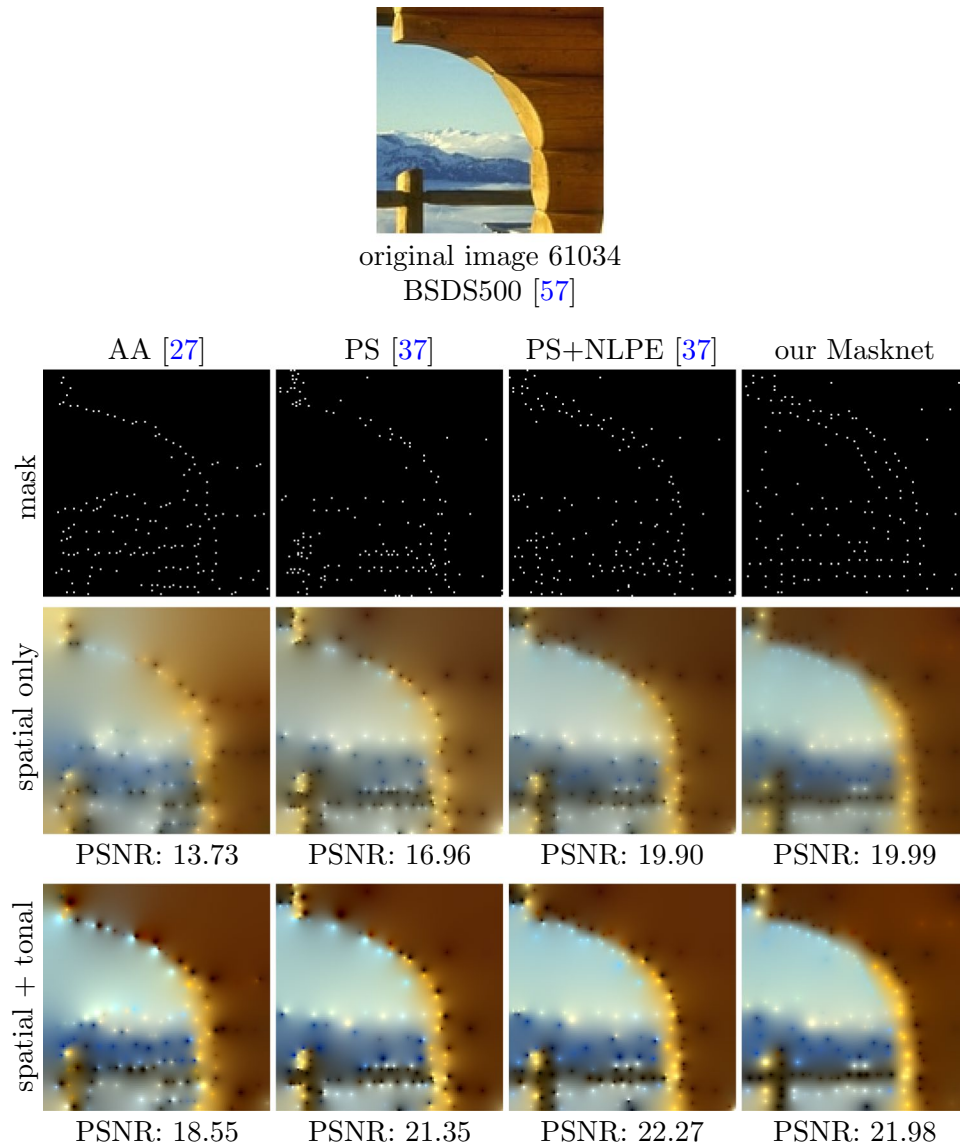 original image 61034
BSDS500 [57]
AA [27]
PS [37]
PS+NLPE [37]
our Masknet
mask
spatial only
PSNR: 13.73
PSNR: 16.96
PSNR: 19.90
PSNR: 19.99
spatial + tonal
PSNR: 18.55
PSNR: 21.35
PSNR: 22.27
PSNR: 21.98